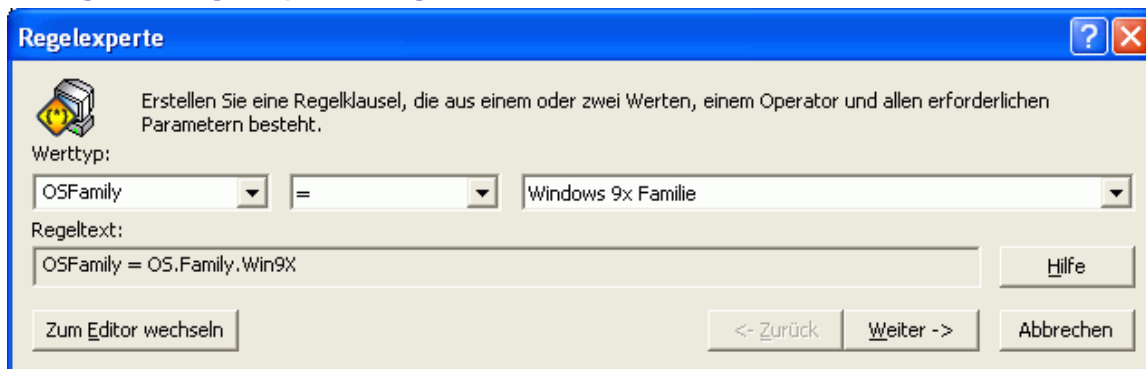 Regelexperte
Erstellen Sie eine Regelklausel, die aus einem oder zwei Werten, einem Operator und allen erforderlichen
Parametern besteht.
Werttyp:
OSFamily = Windows 9x Familie
Regeltext:
OSFamily = OS.Family.Win9X Hilfe
Zum Editor wechseln <- Zurück Weiter -> Abbrechen